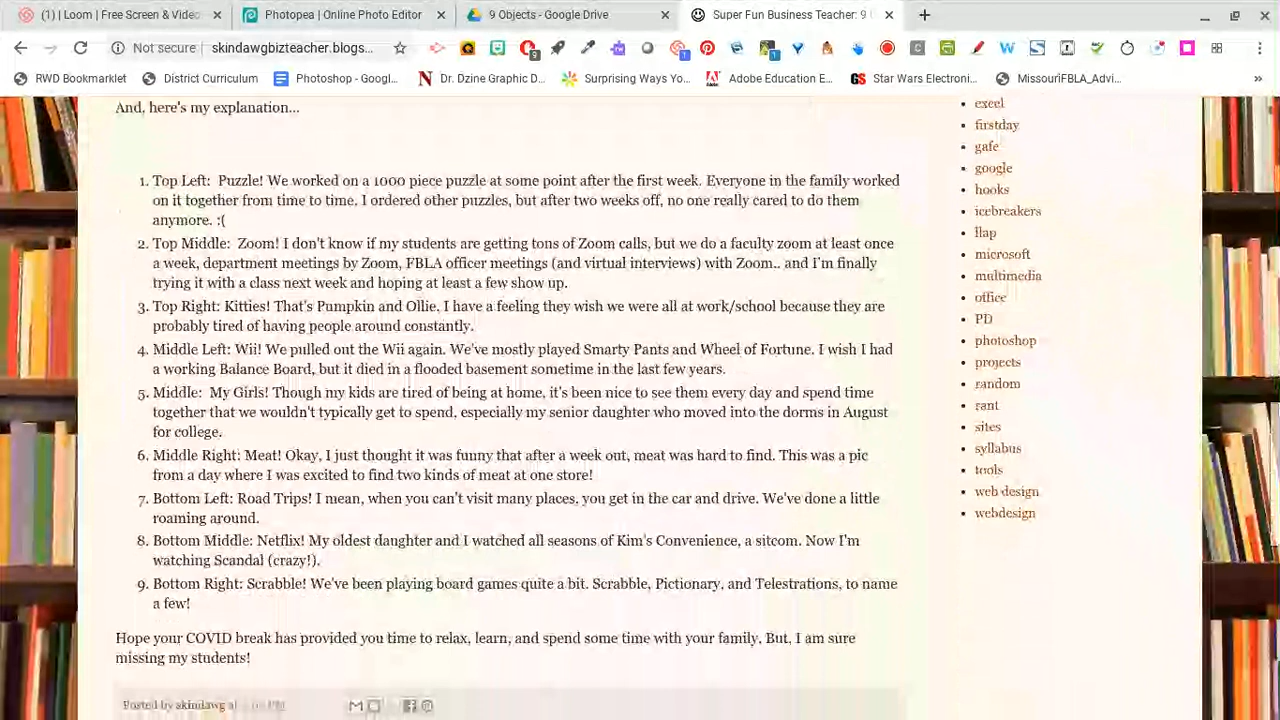 (1) | Loom | Free Screen & Video
Photopea | Online Photo Editor
9 Objects - Google Drive
Super Fun Business Teacher: 9
Not secure | skindawgbizteacher.blogs...
RWD Bookmarklet
District Curriculum
Photoshop - Googl...
Dr. Dzine Graphic D...
Surprising Ways Yo...
Adobe Education E...
Star Wars Electroni...
MissouriFBLA_Advi...
And, here's my explanation...
1. Top Left: Puzzle! We worked on a 1000 piece puzzle at some point after the first week. Everyone in the family worked
on it together from time to time. I ordered other puzzles, but after two weeks off, no one really cared to do them
anymore. :(
2. Top Middle: Zoom! I don't know if my students are getting tons of Zoom calls, but we do a faculty zoom at least once
a week, department meetings by Zoom, FBLA officer meetings (and virtual interviews) with Zoom.. and I'm finally
trying it with a class next week and hoping at least a few show up.
3. Top Right: Kitties! That's Pumpkin and Ollie. I have a feeling they wish we were all at work/school because they are
probably tired of having people around constantly.
4. Middle Left: Wii! We pulled out the Wii again. We've mostly played Smarty Pants and Wheel of Fortune. I wish I had
a working Balance Board, but it died in a flooded basement sometime in the last few years.
5. Middle: My Girls! Though my kids are tired of being at home, it's been nice to see them every day and spend time
together that we wouldn't typically get to spend, especially my senior daughter who moved into the dorms in August
for college.
6. Middle Right: Meat! Okay, I just thought it was funny that after a week out, meat was hard to find. This was a pic
from a day where I was excited to find two kinds of meat at one store!
7. Bottom Left: Road Trips! I mean, when you can't visit many places, you get in the car and drive. We've done a little
roaming around.
8. Bottom Middle: Netflix! My oldest daughter and I watched all seasons of Kim's Convenience, a sitcom. Now I'm
watching Scandal (crazy!).
9. Bottom Right: Scrabble! We've been playing board games quite a bit. Scrabble, Pictionary, and Telestrations, to name
a few!
Hope your COVID break has provided you time to relax, learn, and spend some time with your family. But, I am sure
missing my students!
Posted by akindawg at
excel
firstday
gafe
google
hooks
icebreakers
llap
microsoft
multimedia
office
PD
photoshop
projects
random
rant
sites
syllabus
tools
web design
webdesign